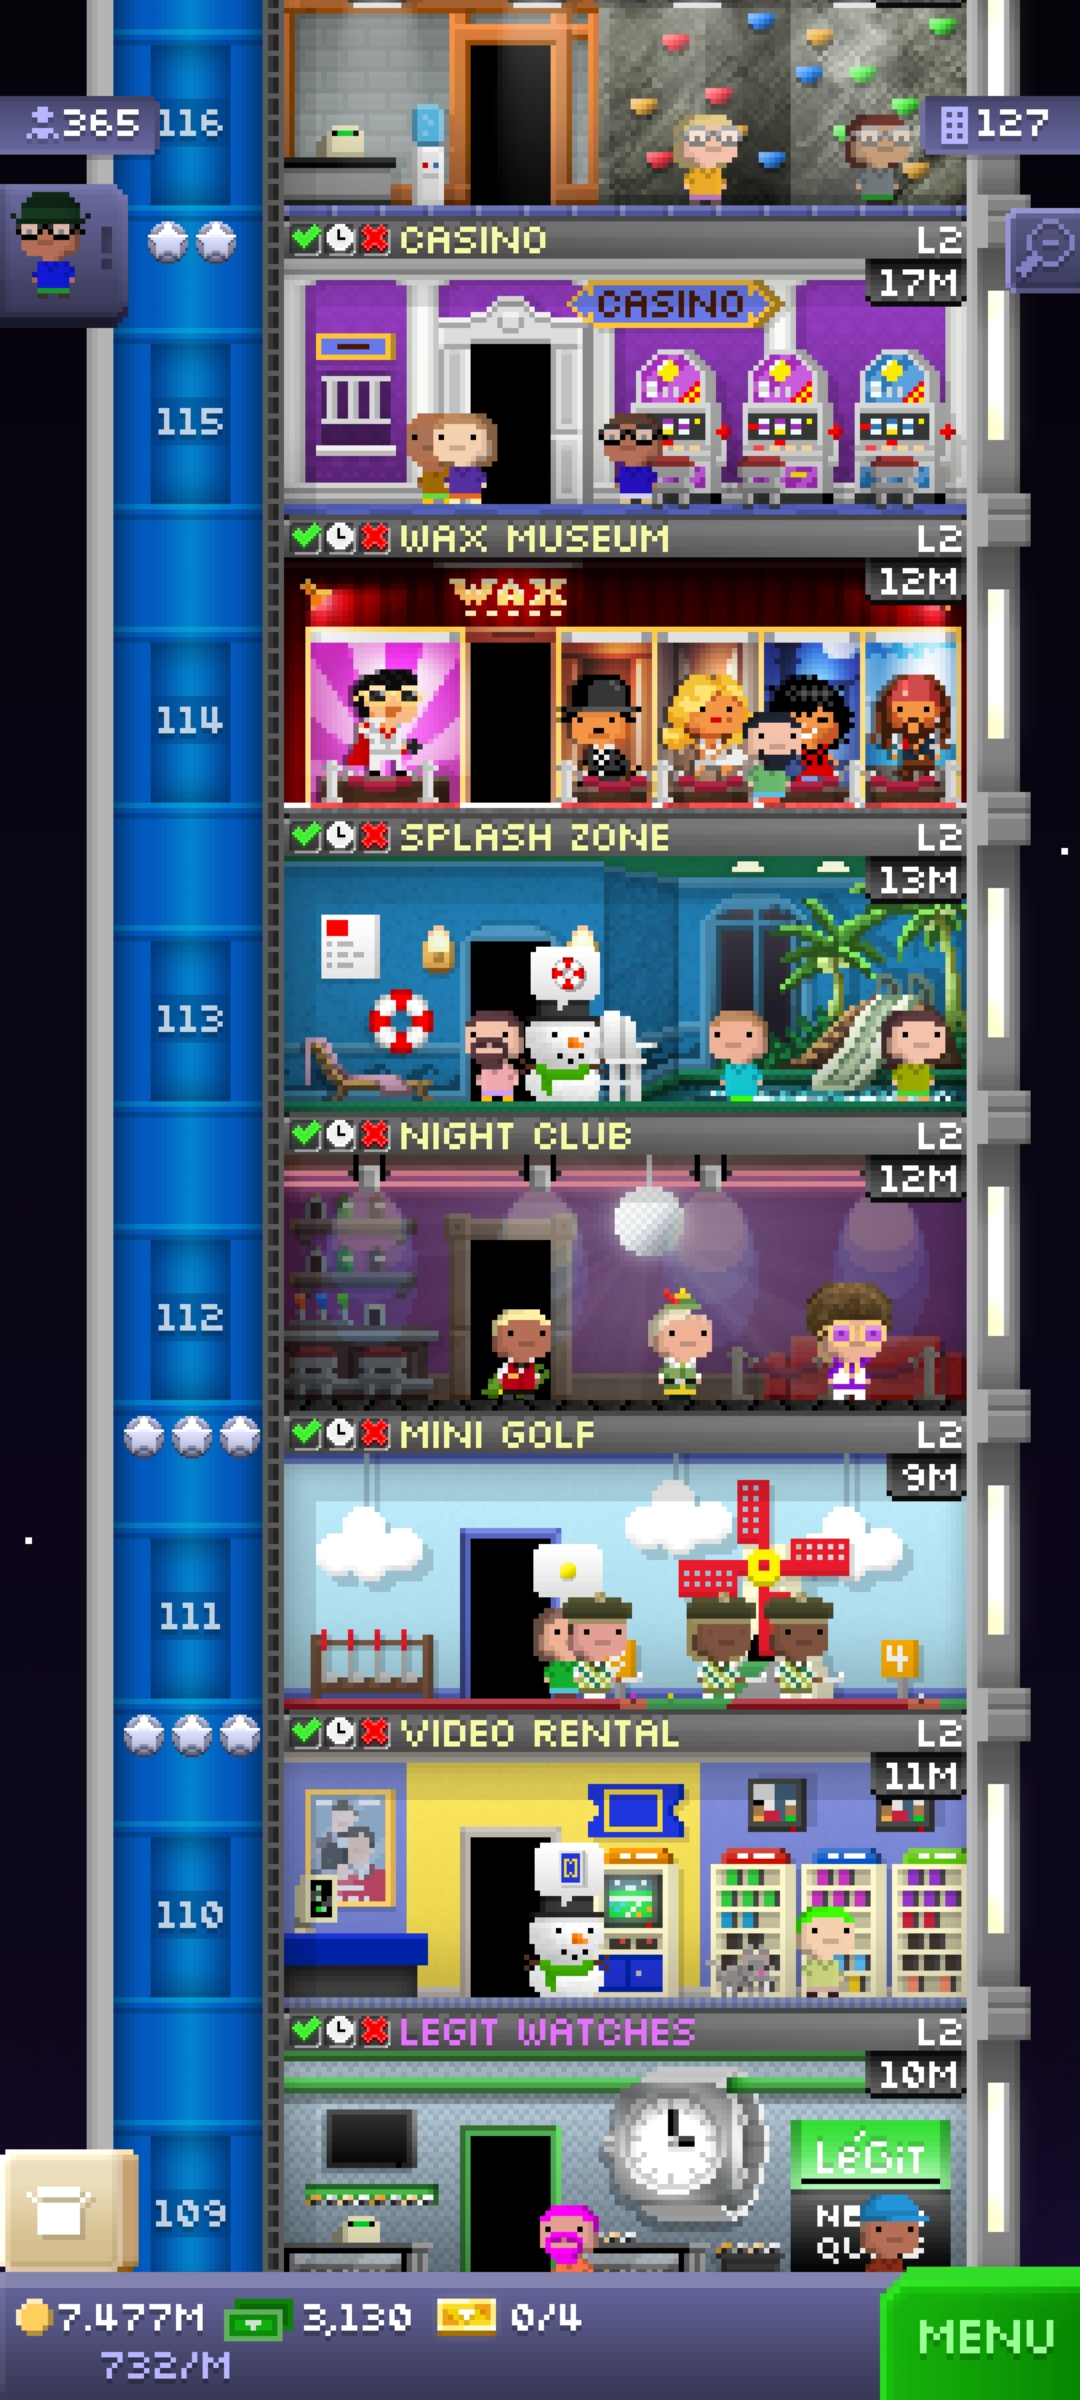 365
116
127
CASINO L2
17M
CASINO
115
WAX MUSEUM L2
12M
WAX
114
SPLASH ZONE L2
13M
113
NIGHT CLUB L2
12M
112
MINI GOLF L2
9M
111
4
VIDEO RENTAL L2
11M
110
LEGIT WATCHES L2
10M
LeGiT
109
7.477M 3,130 0/4
732/M
MENU